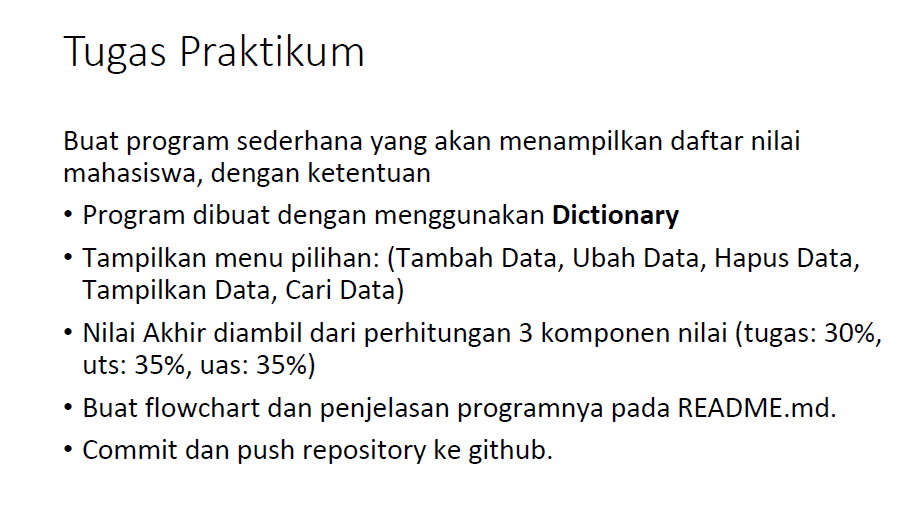 Tugas Praktikum
Buat program sederhana yang akan menampilkan daftar nilai
mahasiswa, dengan ketentuan
• Program dibuat dengan menggunakan Dictionary
• Tampilkan menu pilihan: (Tambah Data, Ubah Data, Hapus Data,
Tampilkan Data, Cari Data)
• Nilai Akhir diambil dari perhitungan 3 komponen nilai (tugas: 30%,
uts: 35%, uas: 35%)
• Buat flowchart dan penjelasan programnya pada README.md.
• Commit dan push repository ke github.